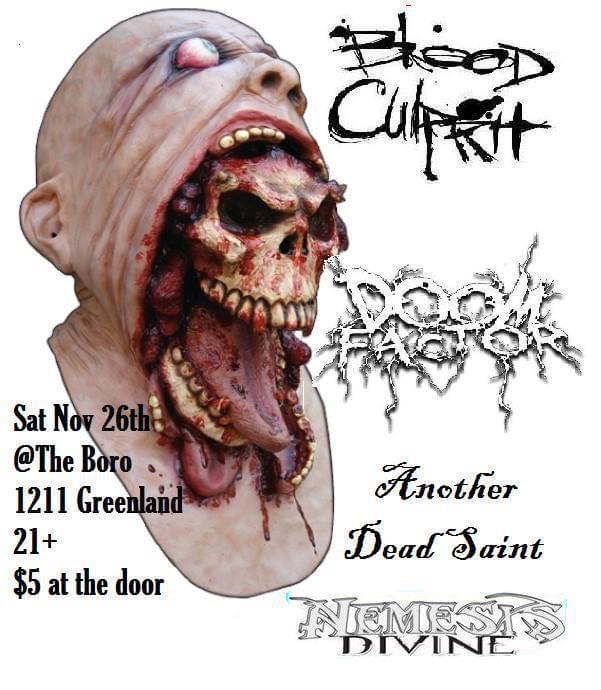 Blood
Culprit
Doom
Factor
Sat Nov 26th
@The Boro
1211 Greenland
21+
$5 at the door
Another
Dead Saint
Nemesis
Divine